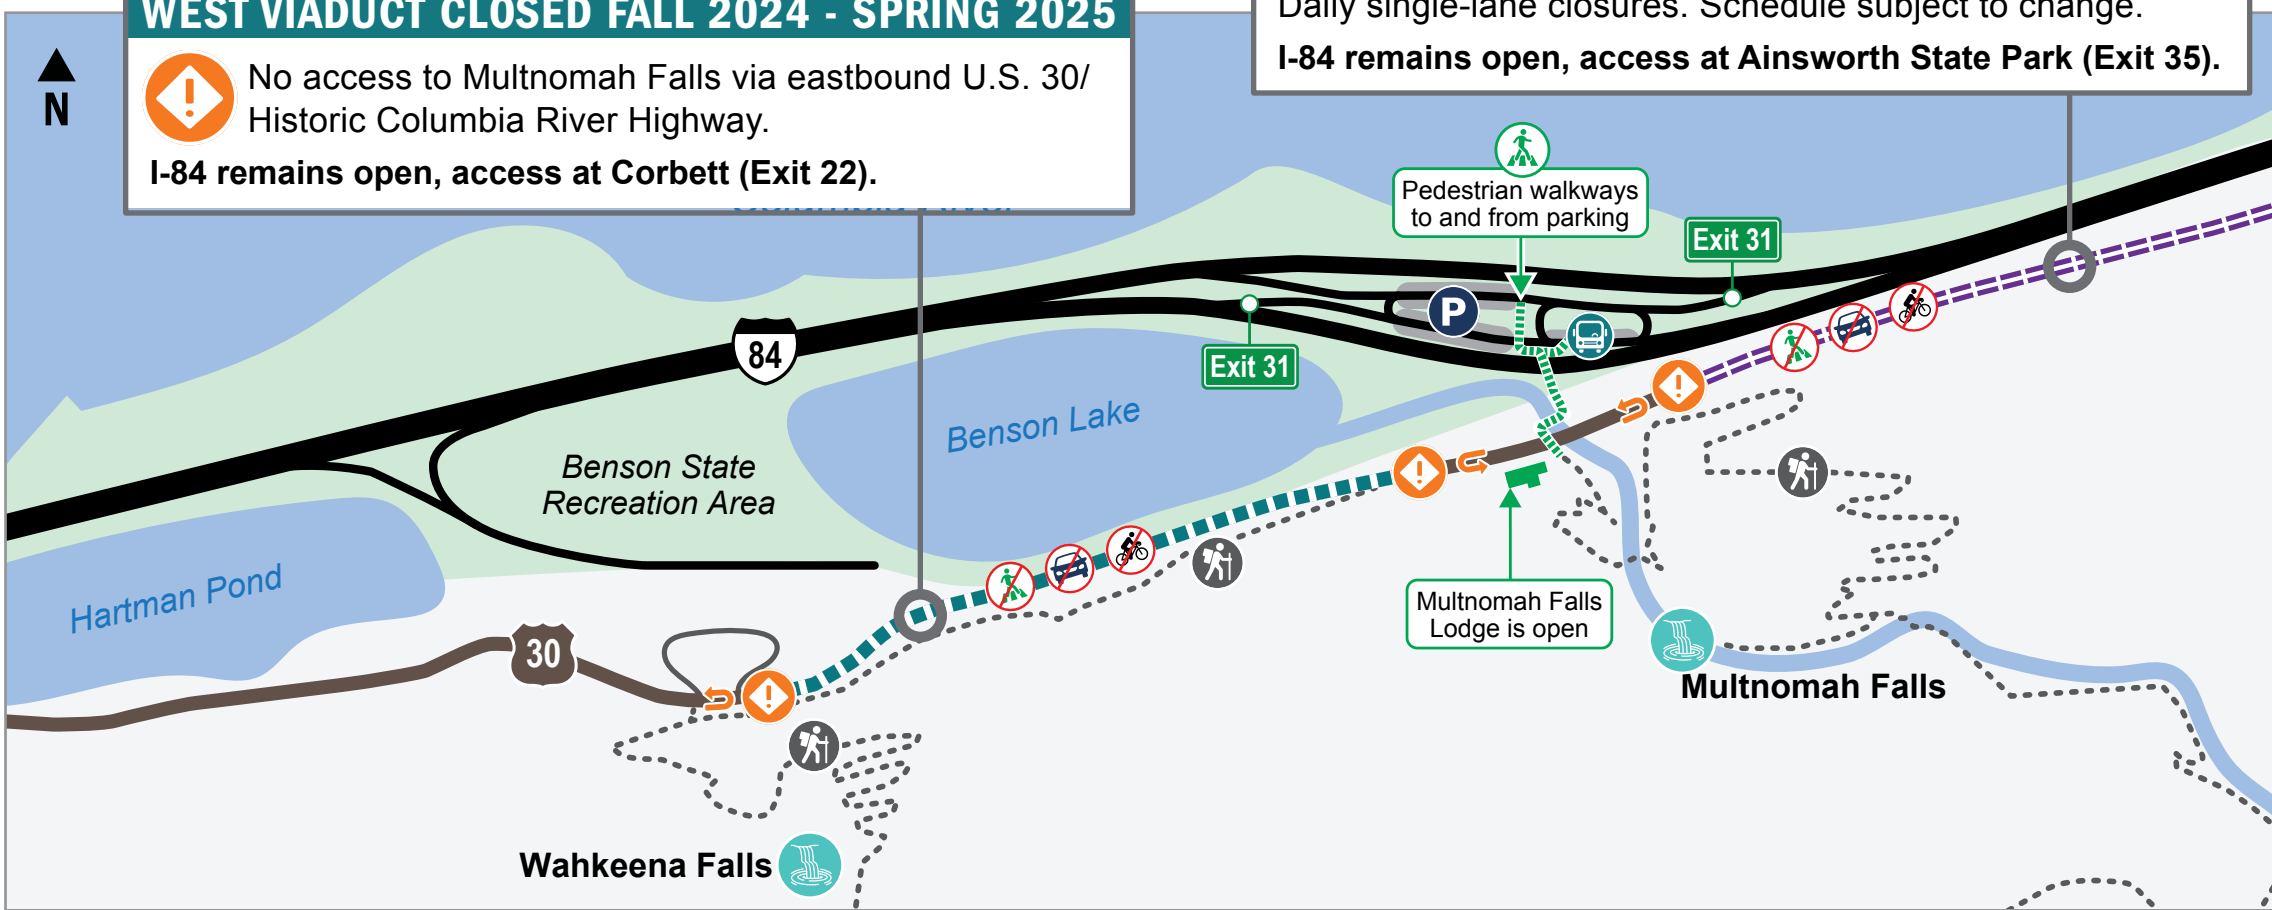 WEST VIADUCT CLOSED FALL 2024 - SPRING 2025
No access to Multnomah Falls via eastbound U.S. 30/
Historic Columbia River Highway.
I-84 remains open, access at Corbett (Exit 22).
Daily single-lane closures. Schedule subject to change.
I-84 remains open, access at Ainsworth State Park (Exit 35).
N
Pedestrian walkways
to and from parking
Exit 31
P
Exit 31
84
Benson Lake
Benson State
Recreation Area
Hartman Pond
30
Multnomah Falls
Lodge is open
Multnomah Falls
Wahkeena Falls